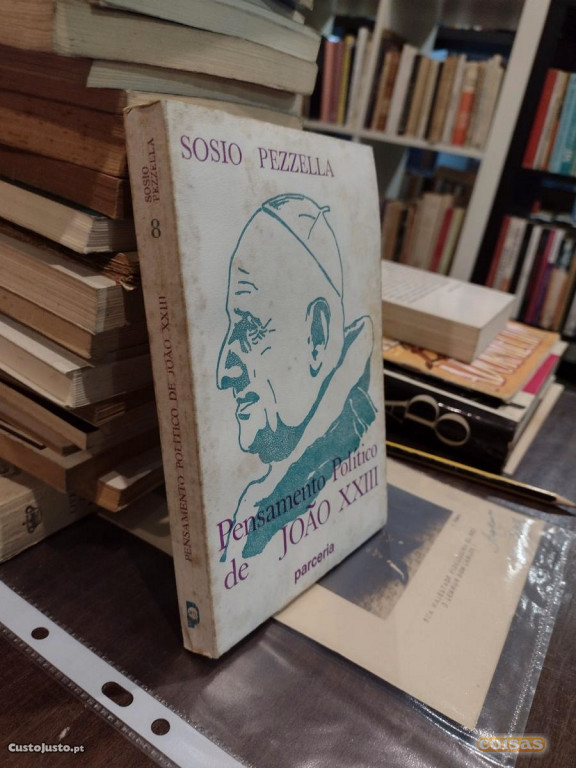 SOSIO PEZZELLA
Pensamento Político
de JOÃO XXIII
parceria
SOSIO
PEZZELLA
8
PENSAMENTO POLÍTICO DE JOÃO XXIII
CustoJusto.pt
coisas